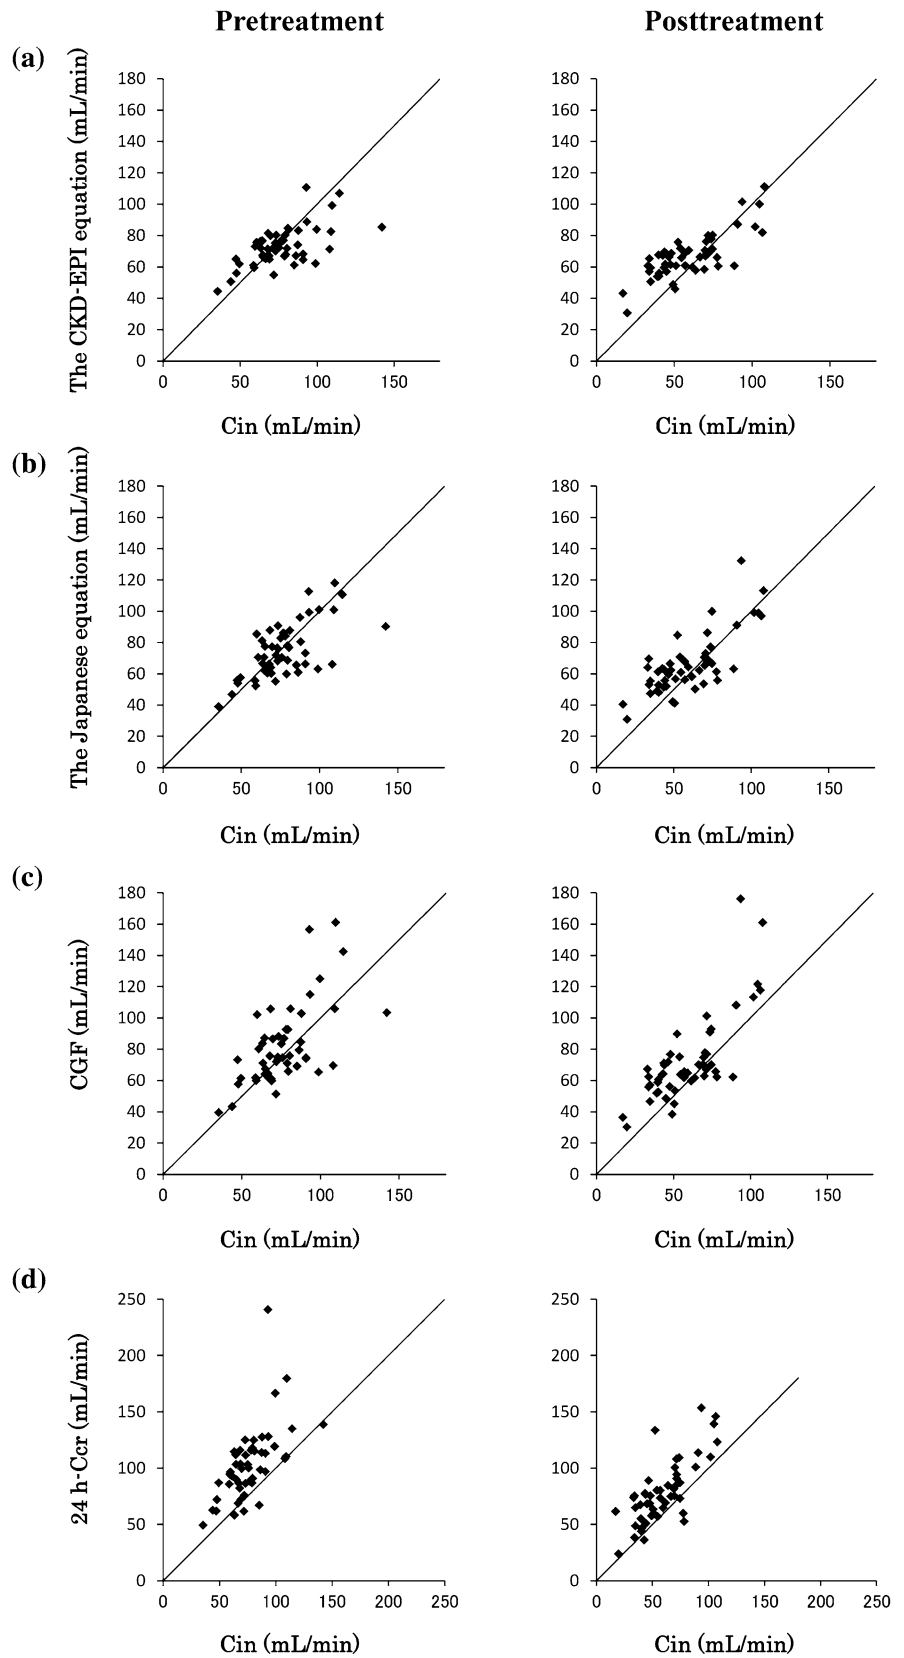 Pretreatment Posttreatment
(a)
The CKD-EPI equation (mL/min)
180 160 140 120 100 80 60 40 20 0
0 50 100 150
Cin (mL/min)
180 160 140 120 100 80 60 40 20 0
0 50 100 150
Cin (mL/min)
(b)
The Japanese equation (mL/min)
180 160 140 120 100 80 60 40 20 0
0 50 100 150
Cin (mL/min)
180 160 140 120 100 80 60 40 20 0
0 50 100 150
Cin (mL/min)
(c)
CGF (mL/min)
180 160 140 120 100 80 60 40 20 0
0 50 100 150
Cin (mL/min)
180 160 140 120 100 80 60 40 20 0
0 50 100 150
Cin (mL/min)
(d)
24 h-Ccr (mL/min)
250 200 150 100 50 0
0 50 100 150 200 250
Cin (mL/min)
250 200 150 100 50 0
0 50 100 150 200 250
Cin (mL/min)